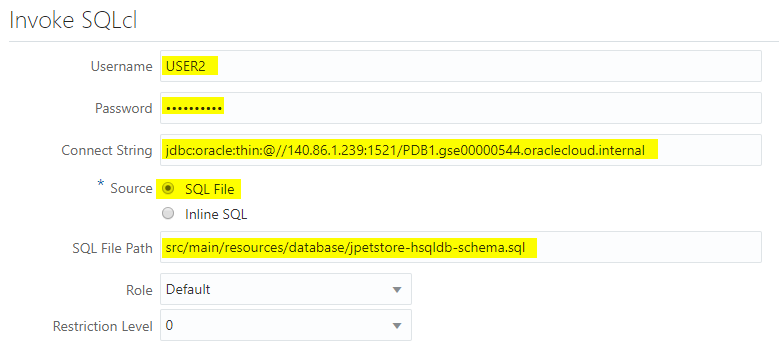 Invoke SQLcl
Username USER2
Password ••••••••••
Connect String jdbc:oracle:thin:@//140.86.1.239:1521/PDB1.gse00000544.oraclecloud.internal
* Source SQL File
Inline SQL
SQL File Path src/main/resources/database/jpetstore-hsqldb-schema.sql
Role Default
Restriction Level 0